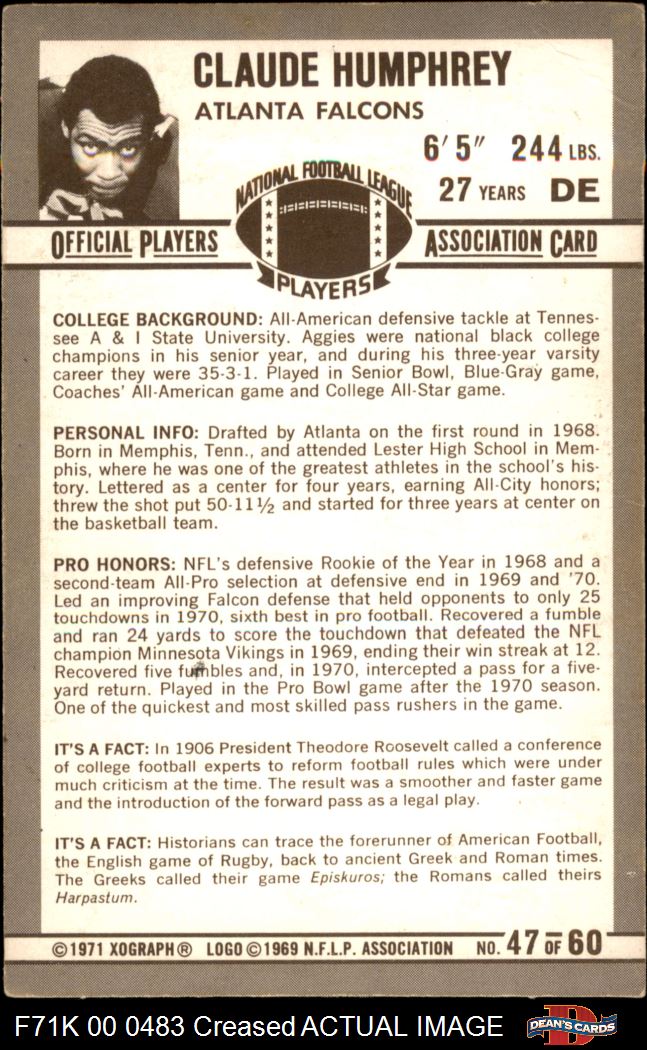 CLAUDE HUMPHREY
ATLANTA FALCONS
6' 5" 244 LBS.
27 YEARS DE
NATIONAL FOOTBALL LEAGUE
PLAYERS
OFFICIAL PLAYERS ASSOCIATION CARD
COLLEGE BACKGROUND: All-American defensive tackle at Tennes-
see A & I State University. Aggies were national black college
champions in his senior year, and during his three-year varsity
career they were 35-3-1. Played in Senior Bowl, Blue-Gray game,
Coaches' All-American game and College All-Star game.
PERSONAL INFO: Drafted by Atlanta on the first round in 1968.
Born in Memphis, Tenn., and attended Lester High School in Mem-
phis, where he was one of the greatest athletes in the school's his-
tory. Lettered as a center for four years, earning All-City honors;
threw the shot put 50-11½ and started for three years at center on
the basketball team.
PRO HONORS: NFL's defensive Rookie of the Year in 1968 and a
second-team All-Pro selection at defensive end in 1969 and '70.
Led an improving Falcon defense that held opponents to only 25
touchdowns in 1970, sixth best in pro football. Recovered a fumble
and ran 24 yards to score the touchdown that defeated the NFL
champion Minnesota Vikings in 1969, ending their win streak at 12.
Recovered five fumbles and, in 1970, intercepted a pass for a five-
yard return. Played in the Pro Bowl game after the 1970 season.
One of the quickest and most skilled pass rushers in the game.
IT'S A FACT: In 1906 President Theodore Roosevelt called a conference
of college football experts to reform football rules which were under
much criticism at the time. The result was a smoother and faster game
and the introduction of the forward pass as a legal play.
IT'S A FACT: Historians can trace the forerunner of American Football,
the English game of Rugby, back to ancient Greek and Roman times.
The Greeks called their game Episkuros; the Romans called theirs
Harpastum.
©1971 XOGRAPH® LOGO ©1969 N.F.L.P. ASSOCIATION NO. 47 OF 60
F71K 00 0483 Creased ACTUAL IMAGE
D
DEAN'S CARDS